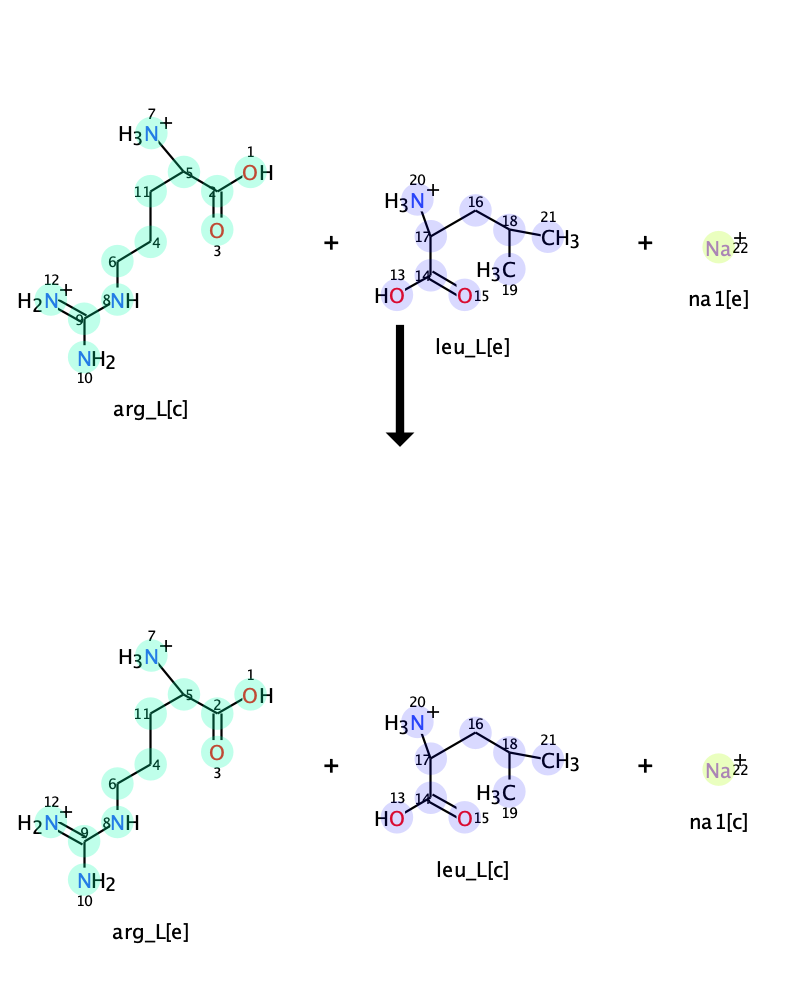 7
H3N+
1
5
2
OH
11
O
3
4
6
12
H2N+
8
NH
9
NH2
10
arg_L[c]
+
20
H3N+
16
21
18
CH3
17
H3C
19
14
13
HO
O
15
leu_L[e]
+
Na+
22
na1[e]
7
H3N+
1
5
2
OH
11
O
3
4
6
12
H2N+
8
NH
9
NH2
10
arg_L[e]
+
20
H3N+
16
21
18
CH3
17
H3C
19
14
13
HO
O
15
leu_L[c]
+
Na+
22
na1[c]